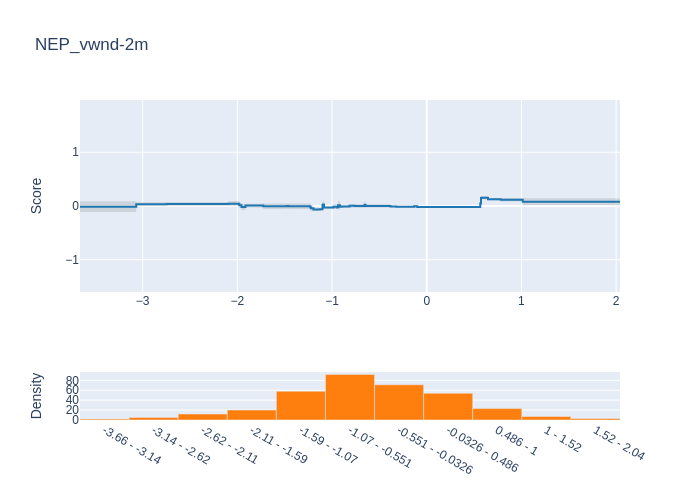 NEP_vwnd-2m
Score
1
0
−1
−3
−2
−1
0
1
2
Density
80
60
40
20
0
-3.66 - -3.14
-3.14 - -2.62
-2.62 - -2.11
-2.11 - -1.59
-1.59 - -1.07
-1.07 - -0.551
-0.551 - -0.0326
-0.0326 - 0.486
0.486 - 1
1 - 1.52
1.52 - 2.04